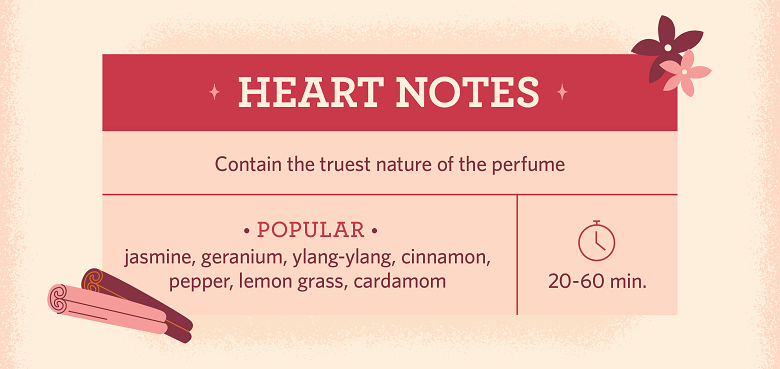 HEART NOTES
Contain the truest nature of the perfume
• POPULAR •
jasmine, geranium, ylang-ylang, cinnamon,
pepper, lemon grass, cardamom
20-60 min.